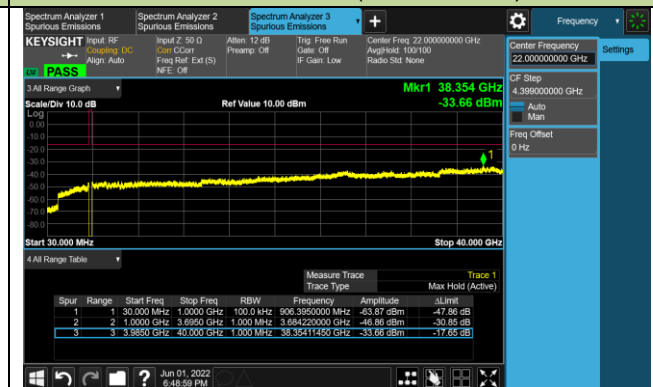 Spectrum Analyzer 1
Spurious Emissions
Spectrum Analyzer 2
Spurious Emissions
Spectrum Analyzer 3
Spurious Emissions
Frequency
KEYSIGHT
Input: RF
Coupling: DC
Align: Auto
Input Z: 50 Ω
Corr CCorr
Freq Ref: Ext (S)
NFE: Off
Atten: 12 dB
Preamp: Off
Trig: Free Run
Gate: Off
IF Gain: Low
Center Freq: 22.000000000 GHz
Avg|Hold: 100/100
Radio Std: None
LW PASS
Center Frequency
22.000000000 GHz
Settings
CF Step
4.399000000 GHz
Auto
Man
Freq Offset
0 Hz
3 All Range Graph
Mkr1 38.354 GHz
Scale/Div 10.0 dB
Ref Value 10.00 dBm
-33.66 dBm
Log
0.00
-10.0
-20.0
-30.0
-40.0
-50.0
-60.0
-70.0
-80.0
1
Start 30.000 MHz
Stop 40.000 GHz
4 All Range Table
Measure Trace Trace 1
Trace Type Max Hold (Active)
Spur Range Start Freq Stop Freq RBW Frequency Amplitude ΔLimit
1 1 30.000 MHz 1.0000 GHz 100.0 kHz 906.3950000 MHz -63.87 dBm -47.86 dB
2 2 1.0000 GHz 3.6950 GHz 1.000 MHz 3.684220000 GHz -46.86 dBm -30.85 dB
3 3 3.9850 GHz 40.000 GHz 1.000 MHz 38.35411450 GHz -33.66 dBm -17.65 dB
Jun 01, 2022
6:48:59 PM